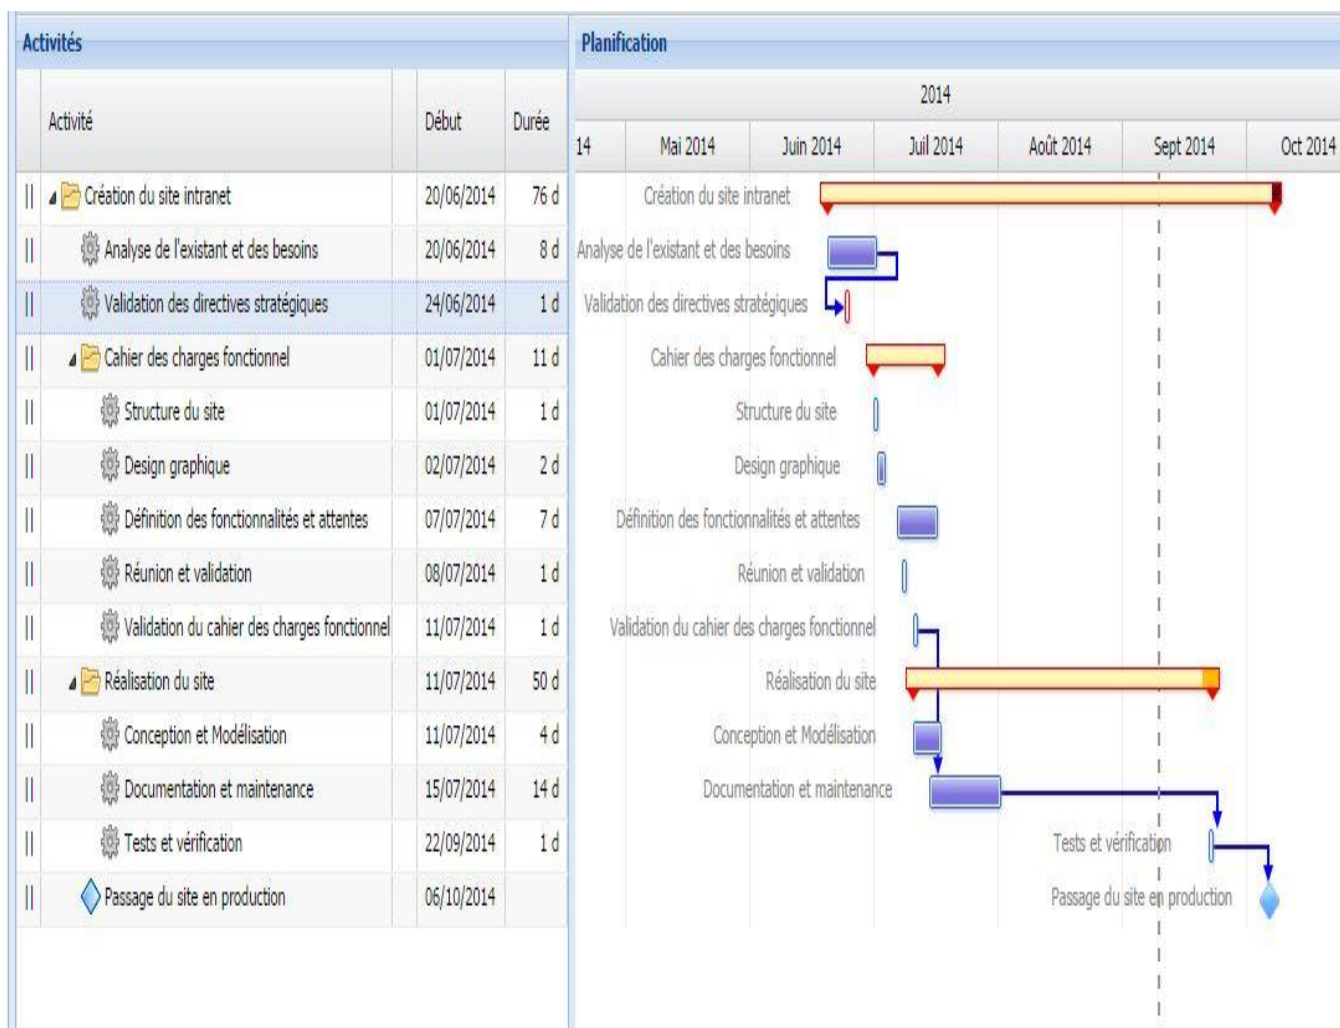 Activités
Planification
Activité
Début
Durée
2014
14
Mai 2014
Juin 2014
Juil 2014
Août 2014
Sept 2014
Oct 2014
Création du site intranet 20/06/2014 76 d Création du site intranet
Analyse de l'existant et des besoins 20/06/2014 8 d Analyse de l'existant et des besoins
Validation des directives stratégiques 24/06/2014 1 d Validation des directives stratégiques
Cahier des charges fonctionnel 01/07/2014 11 d Cahier des charges fonctionnel
Structure du site 01/07/2014 1 d Structure du site
Design graphique 02/07/2014 2 d Design graphique
Définition des fonctionnalités et attentes 07/07/2014 7 d Définition des fonctionnalités et attentes
Réunion et validation 08/07/2014 1 d Réunion et validation
Validation du cahier des charges fonctionnel 11/07/2014 1 d Validation du cahier des charges fonctionnel
Réalisation du site 11/07/2014 50 d Réalisation du site
Conception et Modélisation 11/07/2014 4 d Conception et Modélisation
Documentation et maintenance 15/07/2014 14 d Documentation et maintenance
Tests et vérification 22/09/2014 1 d Tests et vérification
Passage du site en production 06/10/2014 Passage du site en production